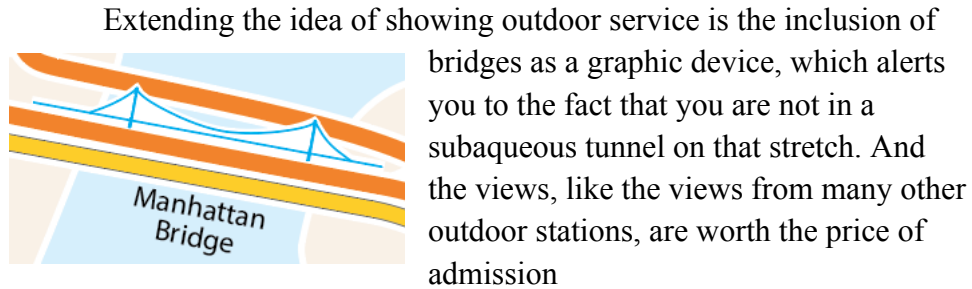 Extending the idea of showing outdoor service is the inclusion of
bridges as a graphic device, which alerts
you to the fact that you are not in a
subaqueous tunnel on that stretch. And
the views, like the views from many other
outdoor stations, are worth the price of
admission
Manhattan
Bridge